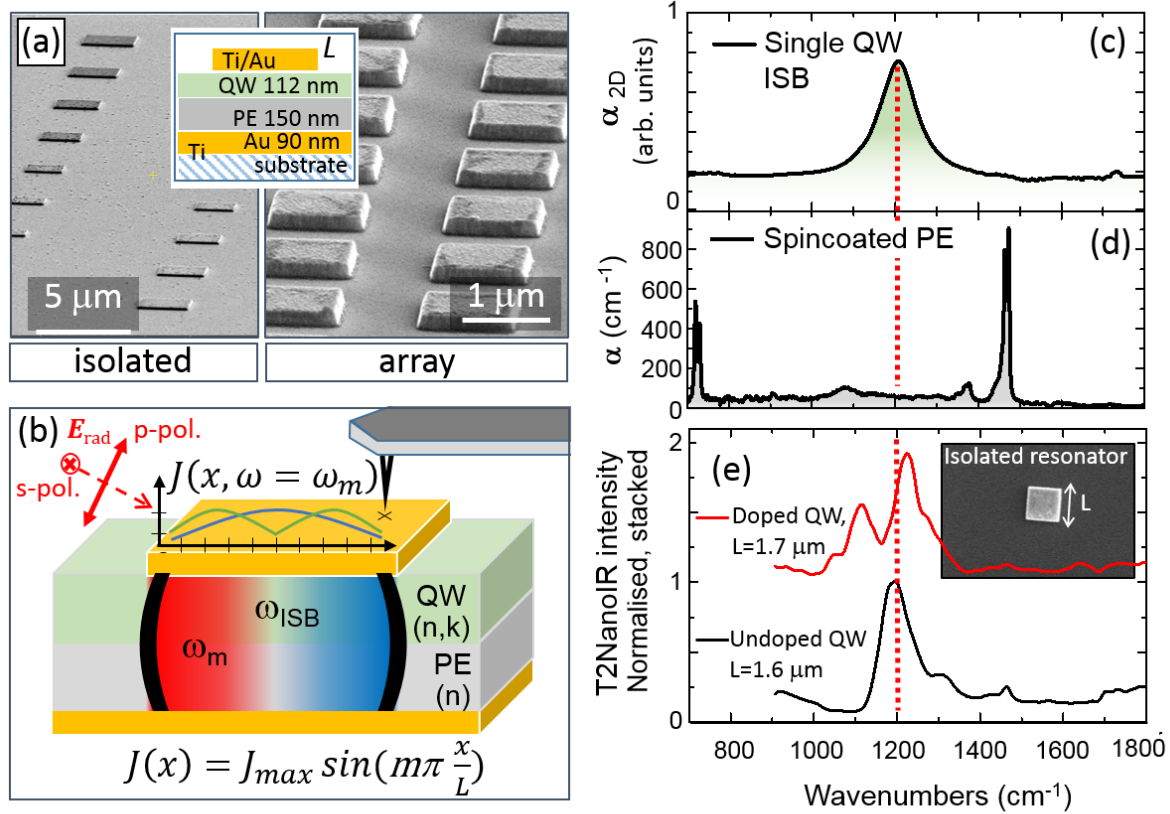 (a)
L
Ti/Au
QW 112 nm
PE 150 nm
Au 90 nm
Ti
substrate
5 μm
1 μm
isolated
array
(b)
E_rad
p-pol.
s-pol.
J(x, ω = ω_m)
×
ω_ISB
ω_m
QW
(n,k)
PE
(n)
J(x) = J_max sin(mπ x/L)
1
Single QW
ISB
(c)
α_2D
(arb. units)
0
Spincoated PE
(d)
α (cm⁻¹)
800
600
400
200
0
2
(e)
Isolated resonator
L
T2NanoIR intensity
Normalised, stacked
Doped QW,
L=1.7 μm
1
Undoped QW
L=1.6 μm
0
800 1000 1200 1400 1600 1800
Wavenumbers (cm⁻¹)